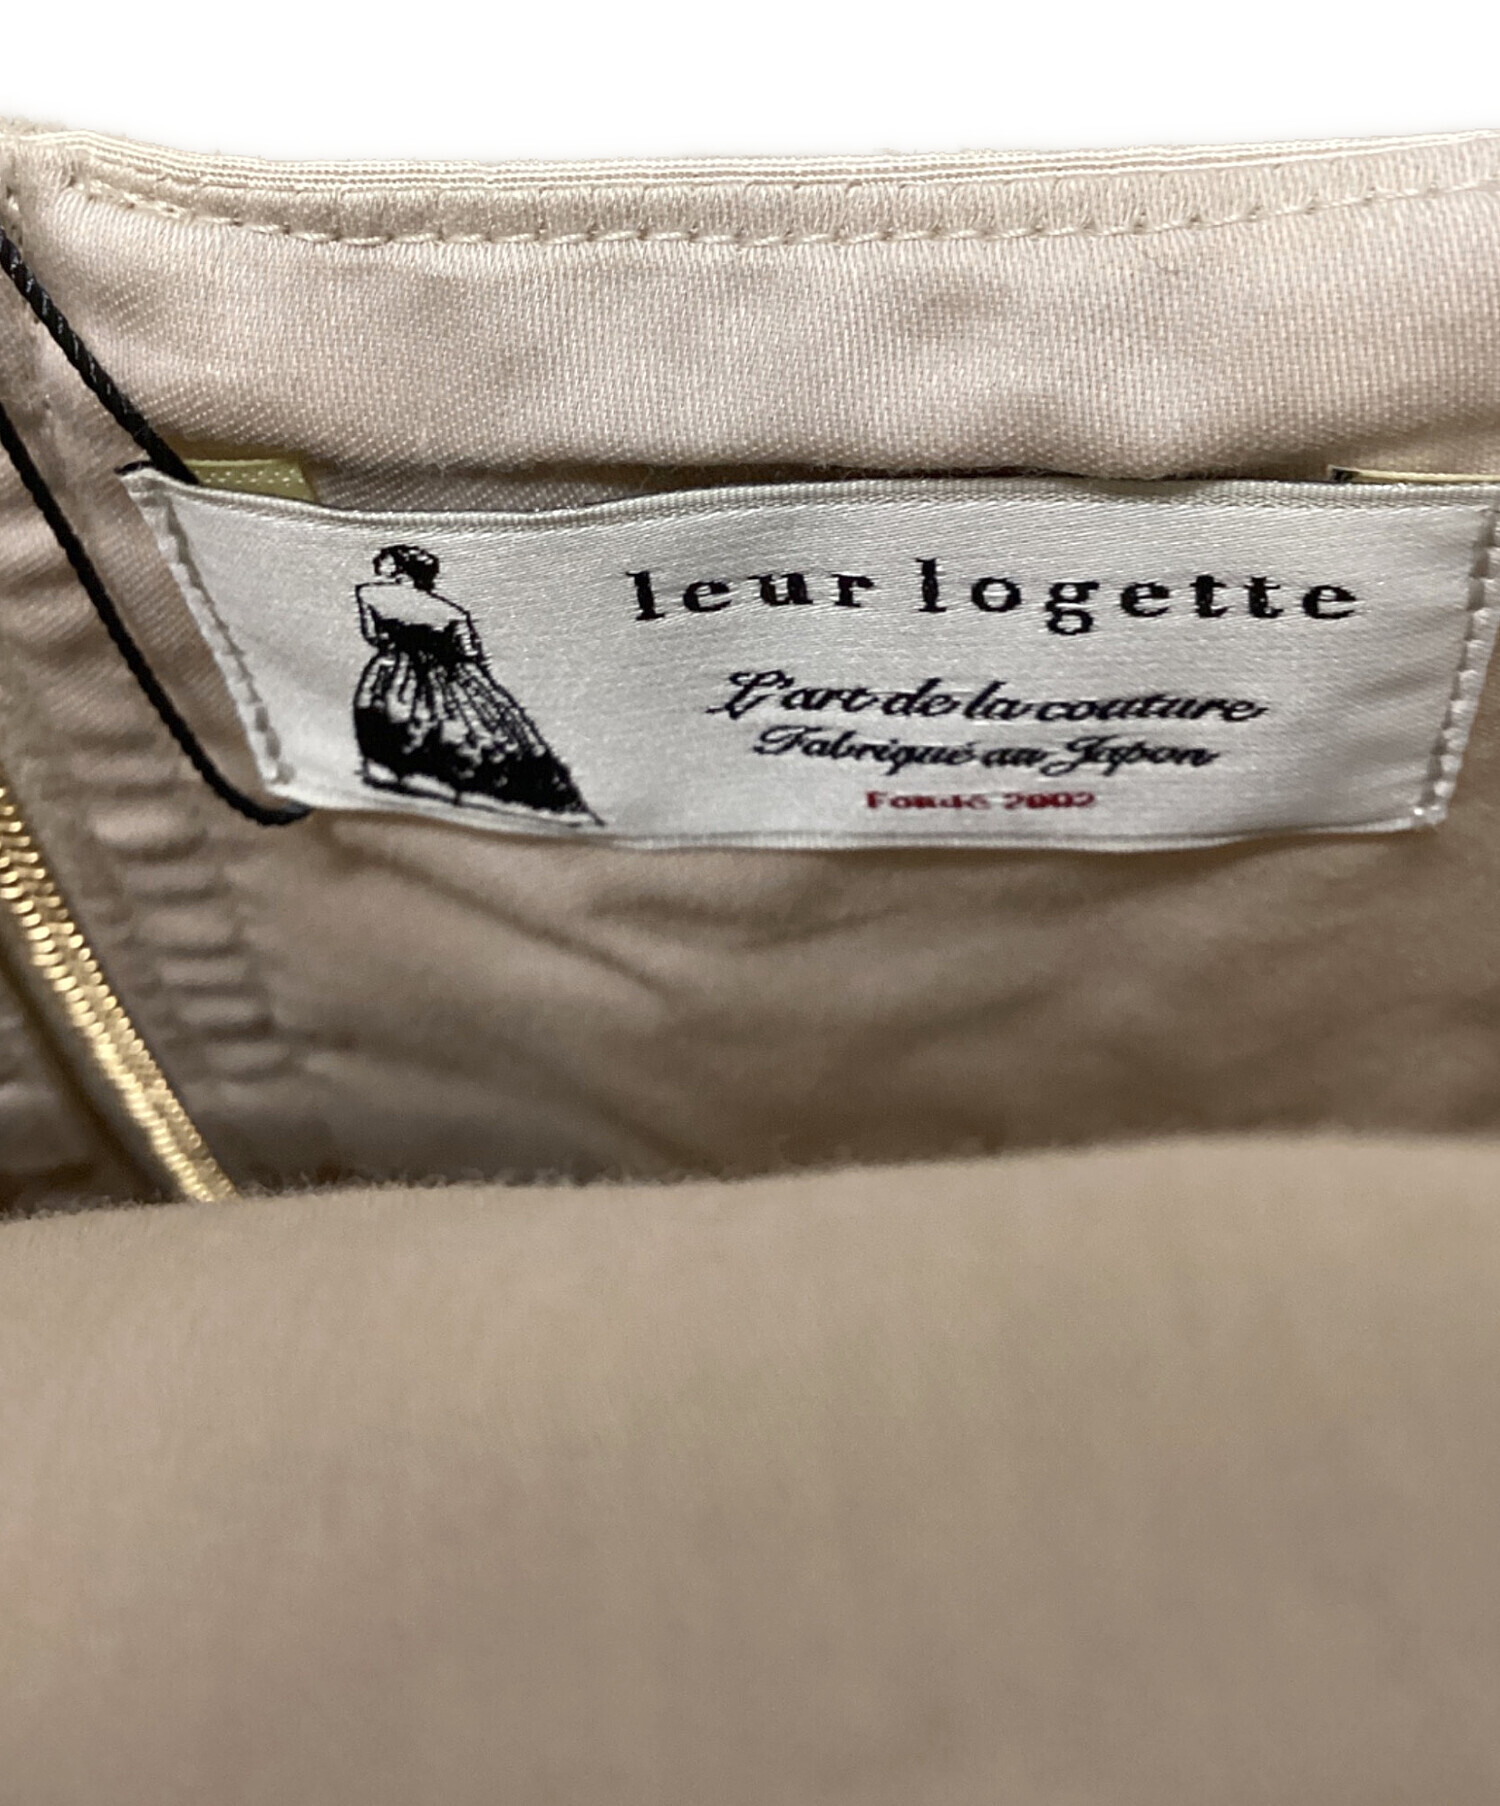 leur logette
L'art de la couture
Fabriqué au Japon
Fondé 2002